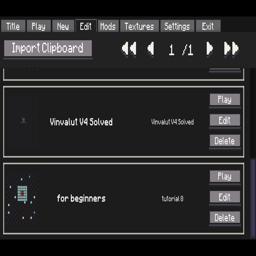 Title Play New Edit Mods Textures Settings Exit
Import Clipboard 1 /1
Play
Vinvalut V4 Solved Vinvalut V4 Solved Edit
Delete
Play
for beginners tutorial 0 Edit
Delete